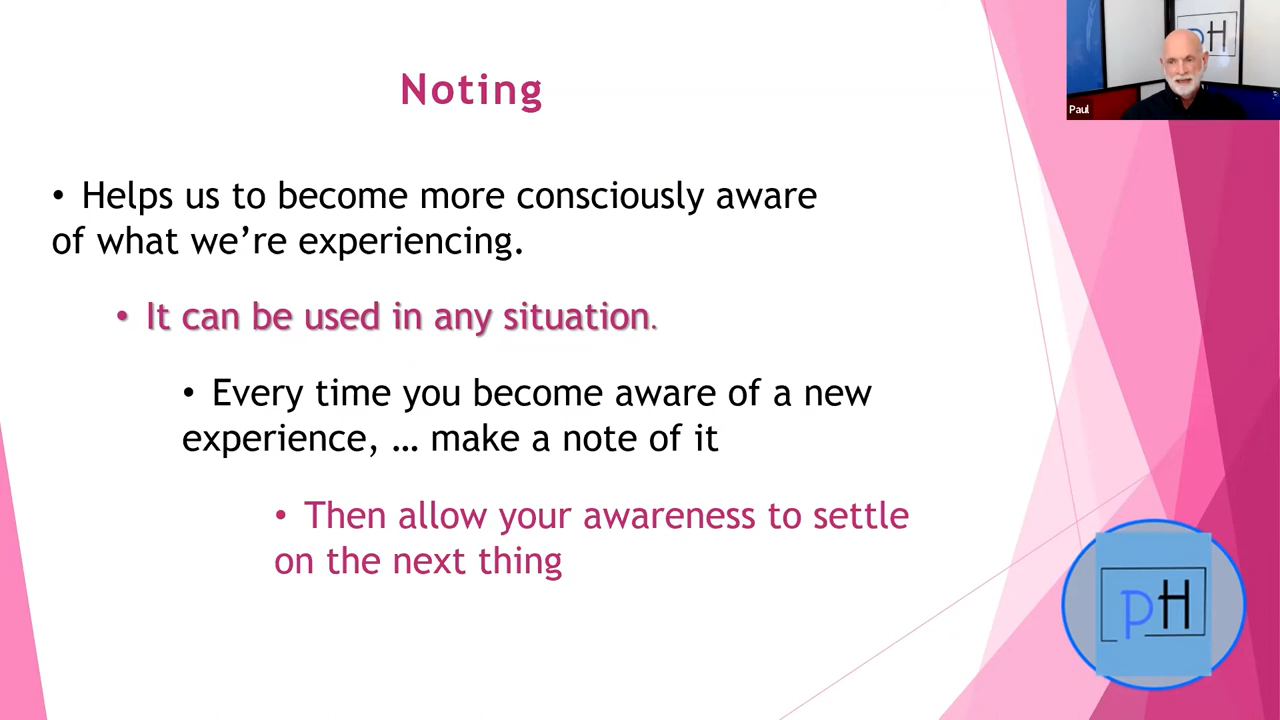 Noting
• Helps us to become more consciously aware
of what we’re experiencing.
• It can be used in any situation.
• Every time you become aware of a new
experience, … make a note of it
• Then allow your awareness to settle
on the next thing
pH
Paul
pH